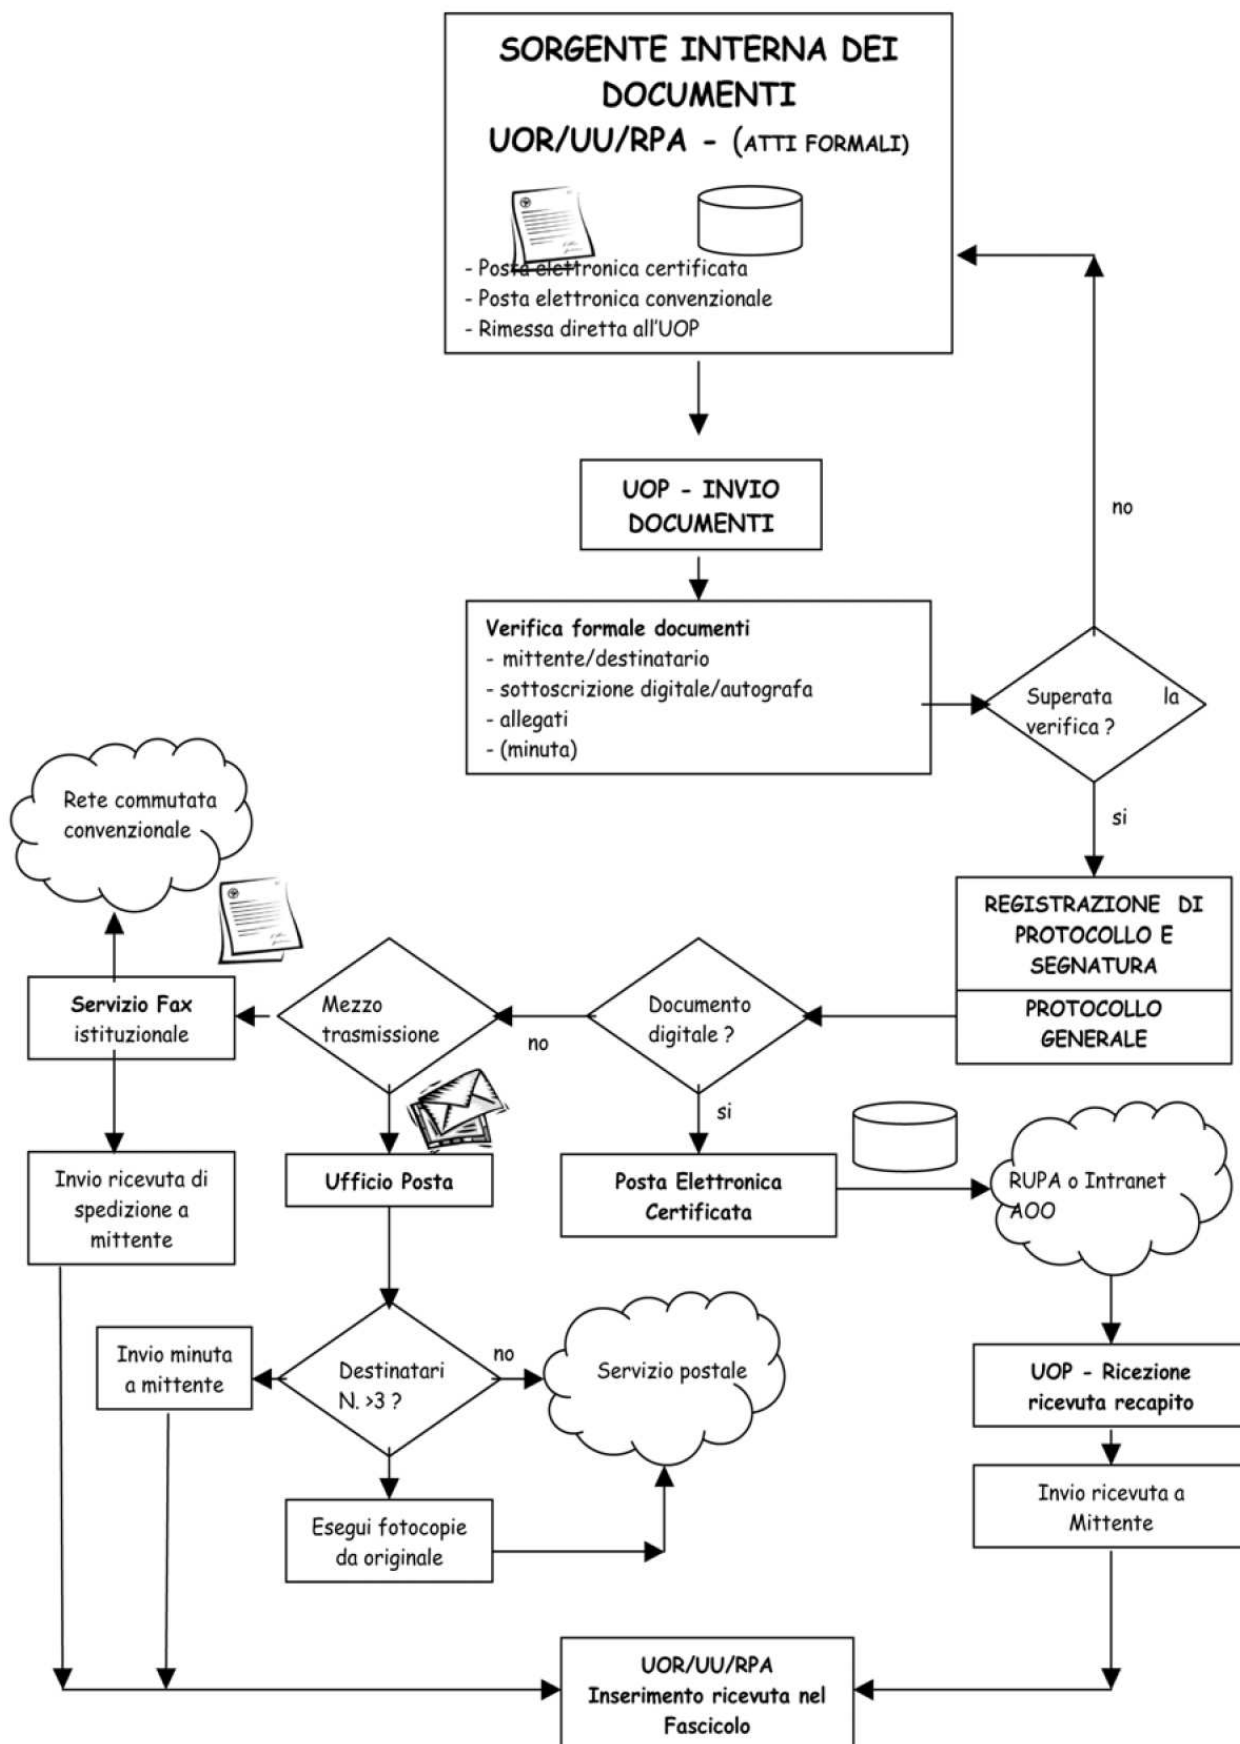 SORGENTE INTERNA DEI
DOCUMENTI
UOR/UU/RPA - (ATTI FORMALI)
- Posta elettronica certificata
- Posta elettronica convenzionale
- Rimessa diretta all'UOP
UOP - INVIO
DOCUMENTI
no
Verifica formale documenti
- mittente/destinatario
- sottoscrizione digitale/autografa
- allegati
- (minuta)
Superata la
verifica ?
si
Rete commutata
convenzionale
REGISTRAZIONE DI
PROTOCOLLO E
SEGNATURA
PROTOCOLLO
GENERALE
Documento
digitale ?
no
si
Mezzo
trasmissione
Servizio Fax
istituzionale
Invio ricevuta di
spedizione a
mittente
Ufficio Posta
Posta Elettronica
Certificata
RUPA o Intranet
AOO
Invio minuta
a mittente
Destinatari
N. >3 ?
no
Servizio postale
UOP - Ricezione
ricevuta recapito
Esegui fotocopie
da originale
Invio ricevuta a
Mittente
UOR/UU/RPA
Inserimento ricevuta nel
Fascicolo